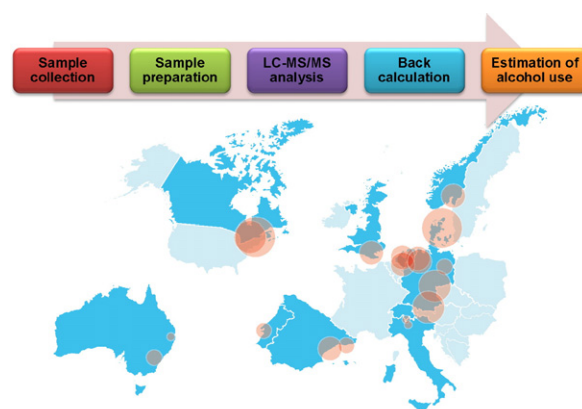 Sample
collection
Sample
preparation
LC-MS/MS
analysis
Back
calculation
Estimation of
alcohol use